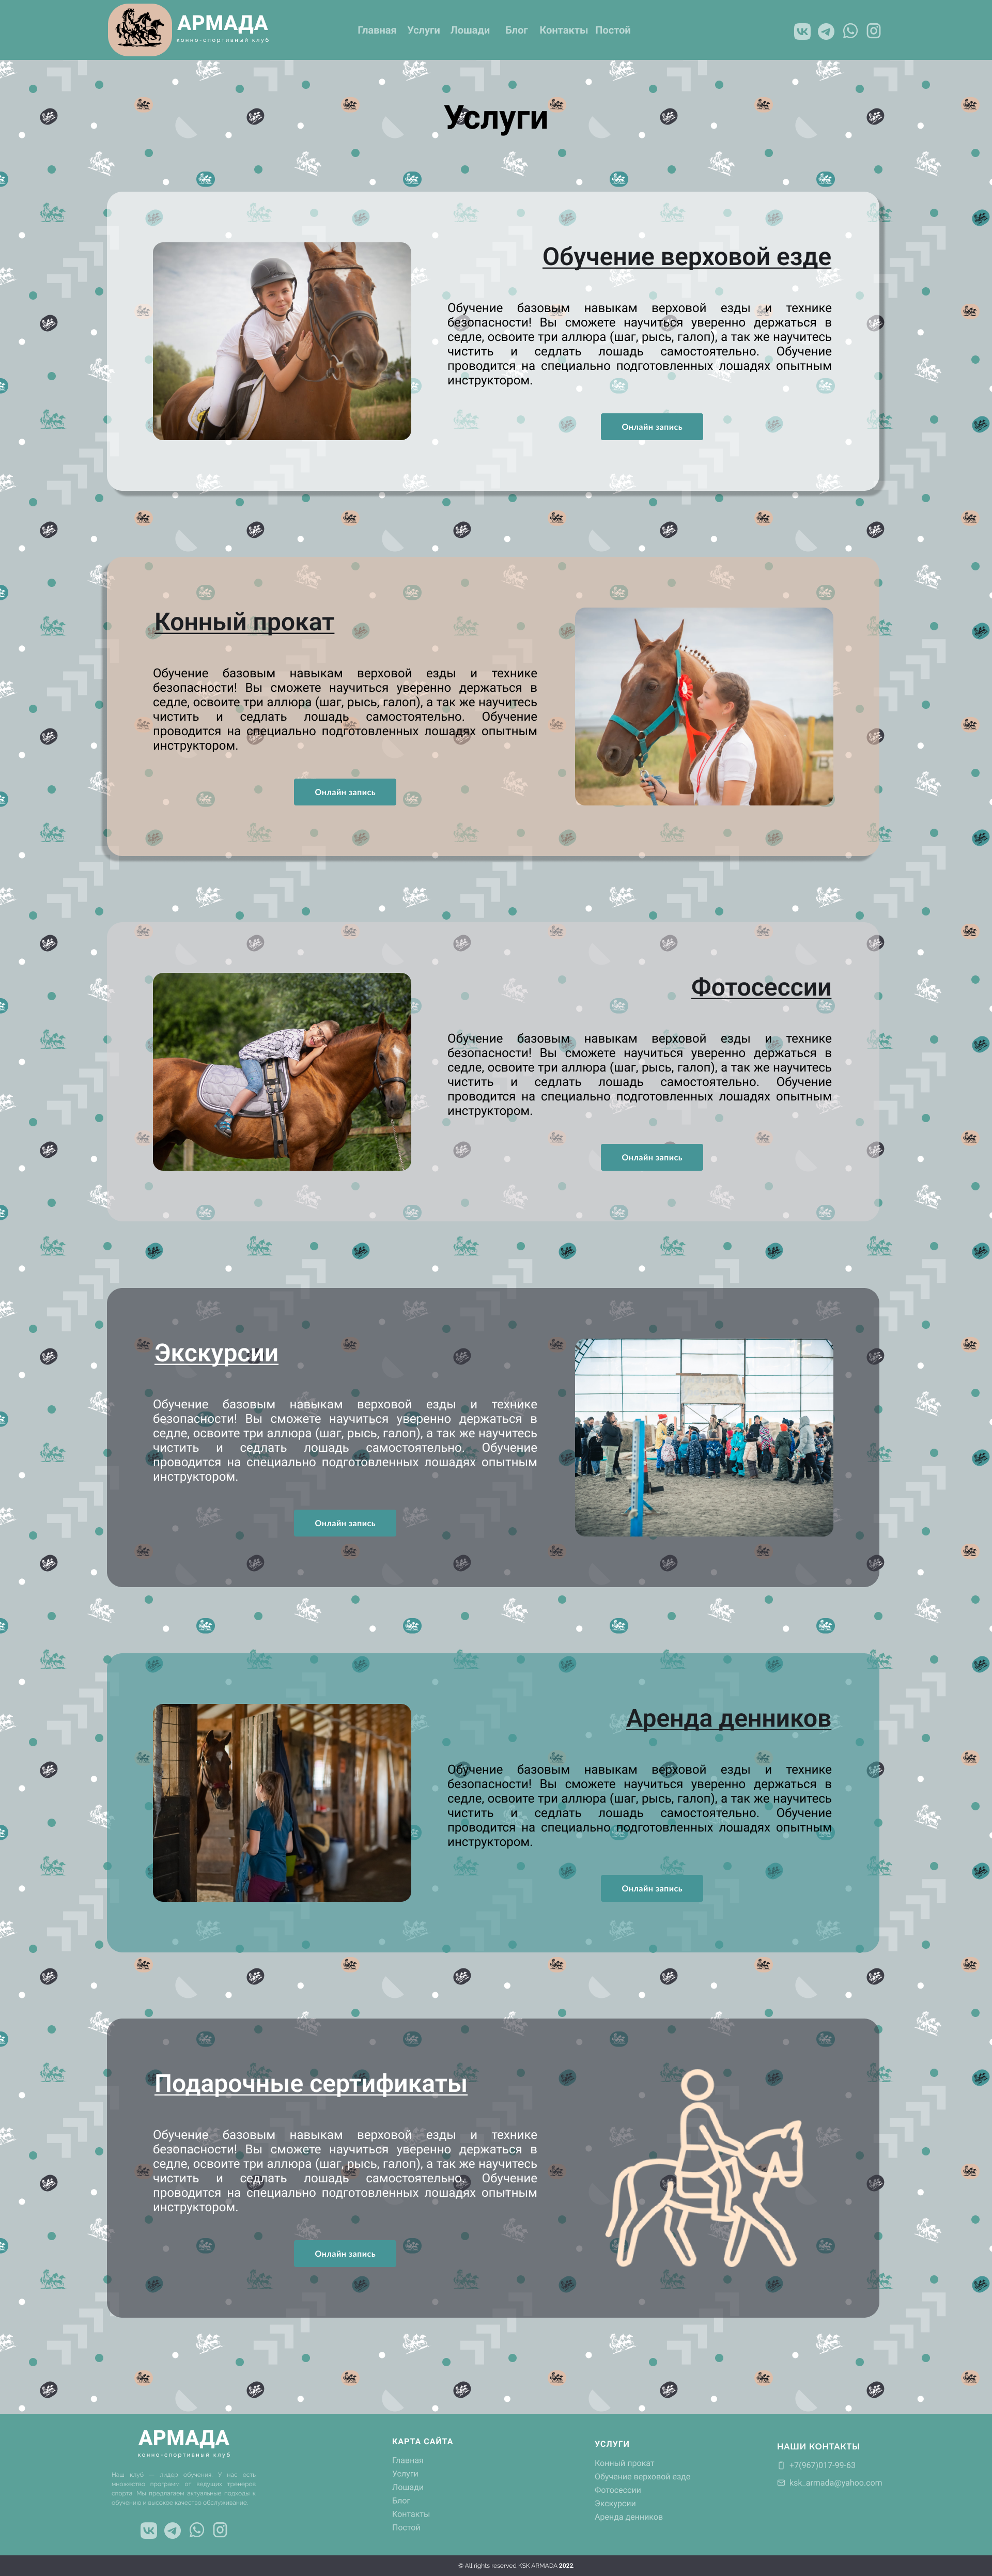 АРМАДА
конно-спортивный клуб
Главная Услуги Лошади Блог Контакты Постой
Услуги
Обучение верховой езде
Обучение базовым навыкам верховой езды и технике
безопасности! Вы сможете научиться уверенно держаться в
седле, освоите три аллюра (шаг, рысь, галоп), а так же научитесь
чистить и седлать лошадь самостоятельно. Обучение
проводится на специально подготовленных лошадях опытным
инструктором.
Онлайн запись
Конный прокат
Обучение базовым навыкам верховой езды и технике
безопасности! Вы сможете научиться уверенно держаться в
седле, освоите три аллюра (шаг, рысь, галоп), а так же научитесь
чистить и седлать лошадь самостоятельно. Обучение
проводится на специально подготовленных лошадях опытным
инструктором.
Онлайн запись
Фотосессии
Обучение базовым навыкам верховой езды и технике
безопасности! Вы сможете научиться уверенно держаться в
седле, освоите три аллюра (шаг, рысь, галоп), а так же научитесь
чистить и седлать лошадь самостоятельно. Обучение
проводится на специально подготовленных лошадях опытным
инструктором.
Онлайн запись
Экскурсии
Обучение базовым навыкам верховой езды и технике
безопасности! Вы сможете научиться уверенно держаться в
седле, освоите три аллюра (шаг, рысь, галоп), а так же научитесь
чистить и седлать лошадь самостоятельно. Обучение
проводится на специально подготовленных лошадях опытным
инструктором.
Онлайн запись
Аренда денников
Обучение базовым навыкам верховой езды и технике
безопасности! Вы сможете научиться уверенно держаться в
седле, освоите три аллюра (шаг, рысь, галоп), а так же научитесь
чистить и седлать лошадь самостоятельно. Обучение
проводится на специально подготовленных лошадях опытным
инструктором.
Онлайн запись
Подарочные сертификаты
Обучение базовым навыкам верховой езды и технике
безопасности! Вы сможете научиться уверенно держаться в
седле, освоите три аллюра (шаг, рысь, галоп), а так же научитесь
чистить и седлать лошадь самостоятельно. Обучение
проводится на специально подготовленных лошадях опытным
инструктором.
Онлайн запись
АРМАДА
конно-спортивный клуб
Наш клуб — лидер обучения. У нас есть
множество программ от ведущих тренеров
спорта. Мы предлагаем актуальные подходы к
обучению и высокое качество обслуживания.
КАРТА САЙТА
Главная
Услуги
Лошади
Блог
Контакты
Постой
УСЛУГИ
Конный прокат
Обучение верховой езде
Фотосессии
Экскурсии
Аренда денников
НАШИ КОНТАКТЫ
+7(967)017-99-63
ksk_armada@yahoo.com
© All rights reserved KSK ARMADA 2022